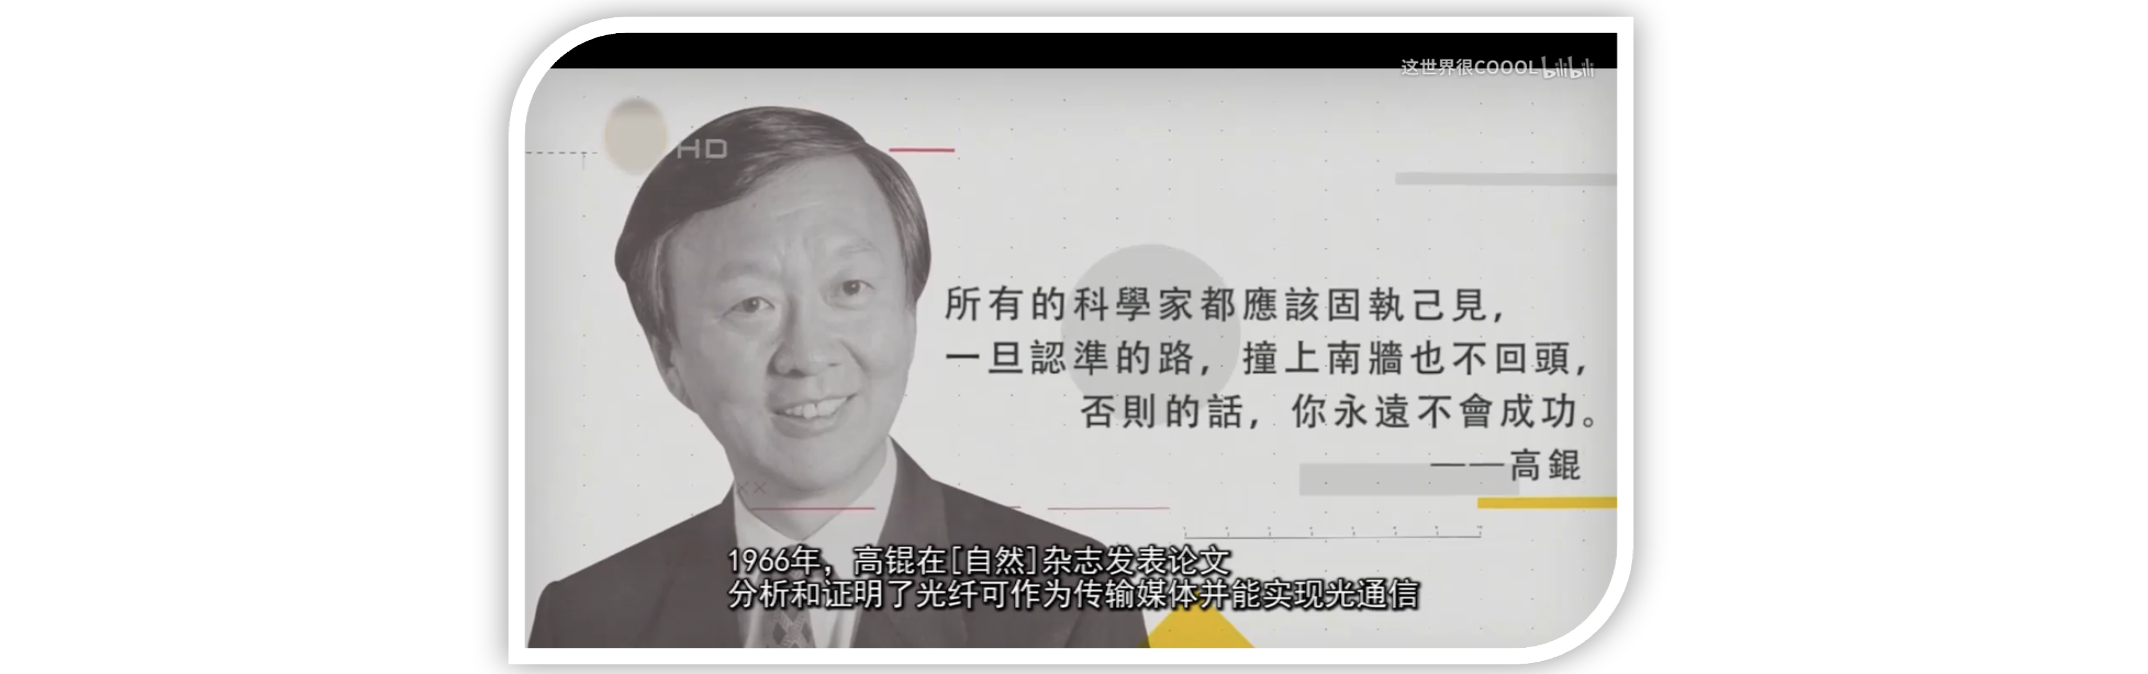 这世界很COOOL bilibili
HD
所有的科學家都應該固執己見,
一旦認準的路, 撞上南牆也不回頭,
否則的話, 你永遠不會成功。
——高錕
1966年, 高锟在[自然]杂志发表论文
分析和证明了光纤可作为传输媒体并能实现光通信